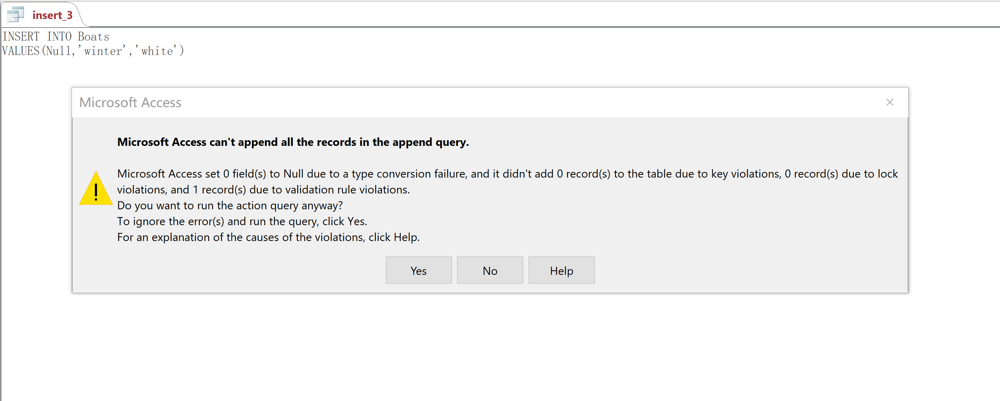 insert_3
INSERT INTO Boats
VALUES(Null,'winter','white')
Microsoft Access
Microsoft Access can't append all the records in the append query.
Microsoft Access set 0 field(s) to Null due to a type conversion failure, and it didn't add 0 record(s) to the table due to key violations, 0 record(s) due to lock
violations, and 1 record(s) due to validation rule violations.
Do you want to run the action query anyway?
To ignore the error(s) and run the query, click Yes.
For an explanation of the causes of the violations, click Help.
Yes No Help